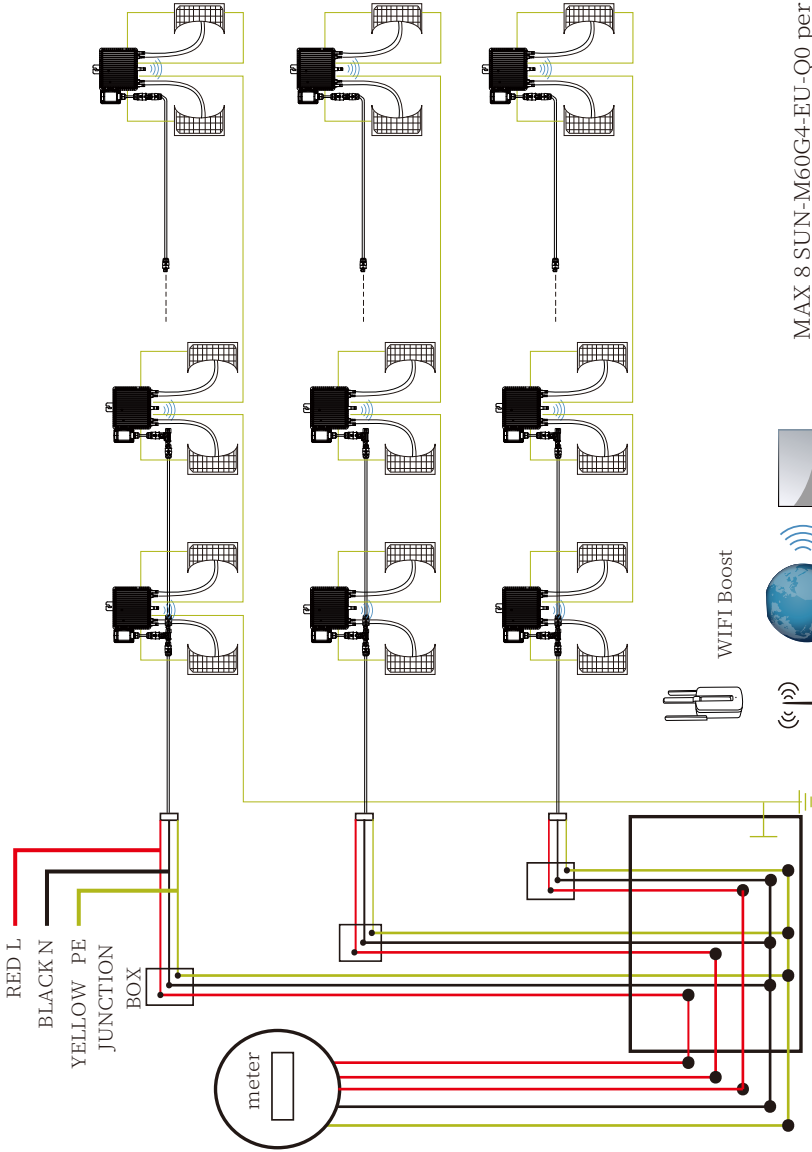 RED L
BLACK N
YELLOW PE
JUNCTION
BOX
meter
WIFI Boost
MAX 8 SUN-M60G4-EU-Q0 per